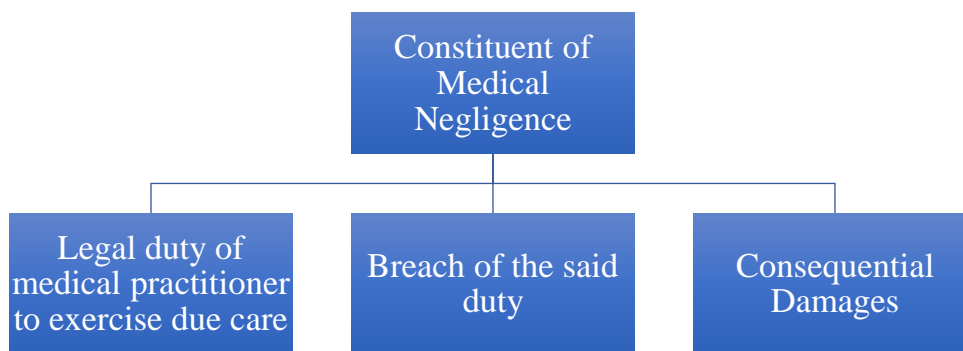 Constituent of
Medical
Negligence
Legal duty of
medical practitioner
to exercise due care
Breach of the said
duty
Consequential
Damages